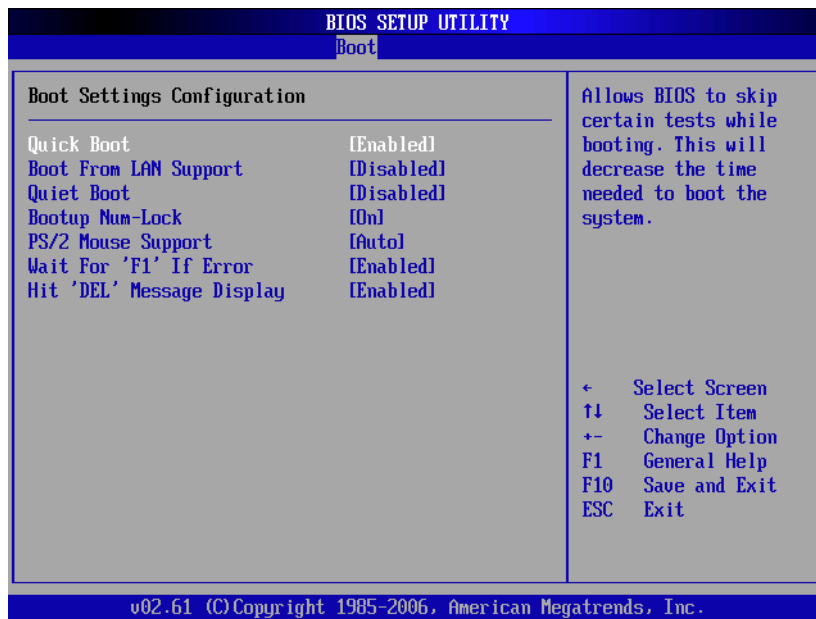 BIOS SETUP UTILITY
Boot
Boot Settings Configuration
Quick Boot [Enabled]
Boot From LAN Support [Disabled]
Quiet Boot [Disabled]
Bootup Num-Lock [On]
PS/2 Mouse Support [Auto]
Wait For 'F1' If Error [Enabled]
Hit 'DEL' Message Display [Enabled]
Allows BIOS to skip
certain tests while
booting. This will
decrease the time
needed to boot the
system.
← Select Screen
↑↓ Select Item
+- Change Option
F1 General Help
F10 Save and Exit
ESC Exit
v02.61 (C)Copyright 1985-2006, American Megatrends, Inc.